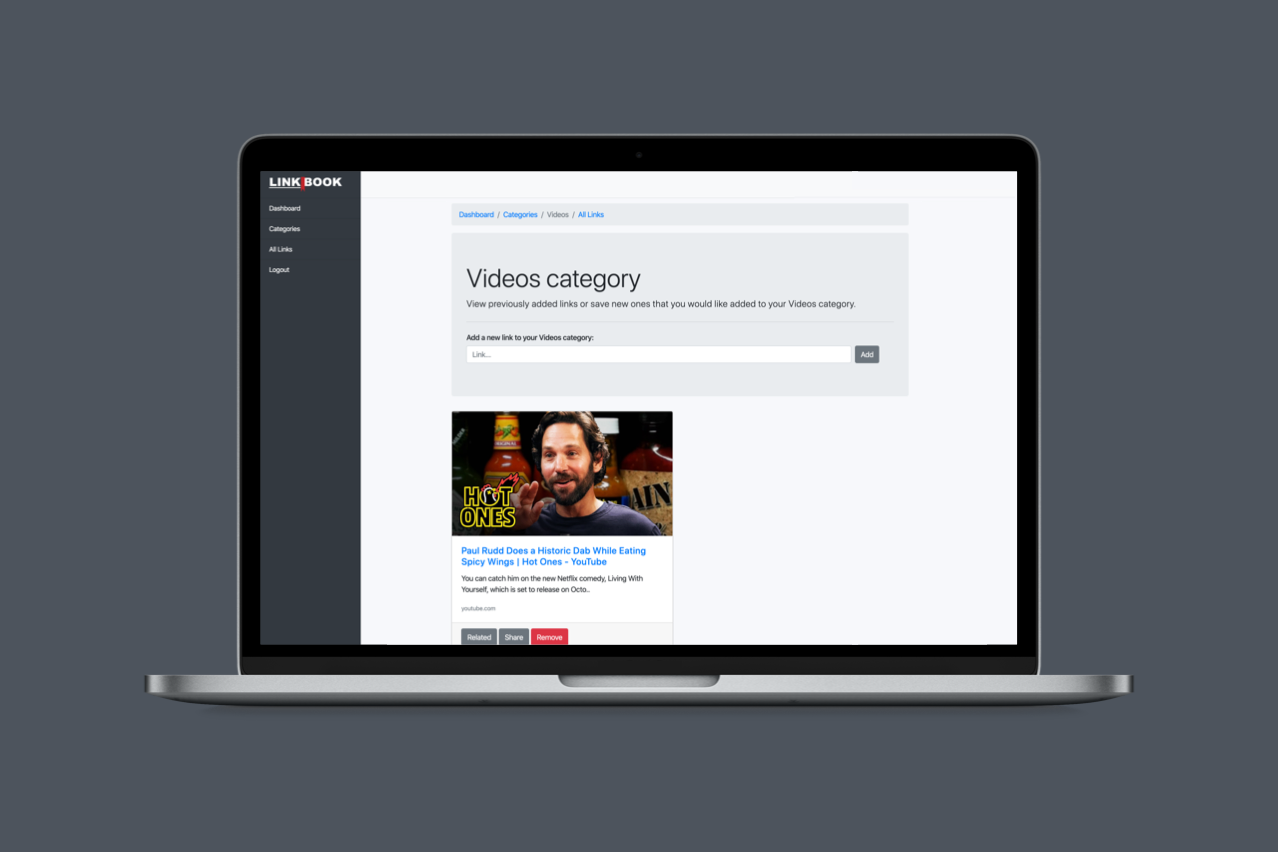 LINKBOOK
Dashboard
Categories
All Links
Logout
Dashboard / Categories / Videos / All Links
Videos category
View previously added links or save new ones that you would like added to your Videos category.
Add a new link to your Videos category:
Link...
Add
HOT
ONES
AIN
Paul Rudd Does a Historic Dab While Eating
Spicy Wings | Hot Ones - YouTube
You can catch him on the new Netflix comedy, Living With
Yourself, which is set to release on Octo..
youtube.com
Related
Share
Remove